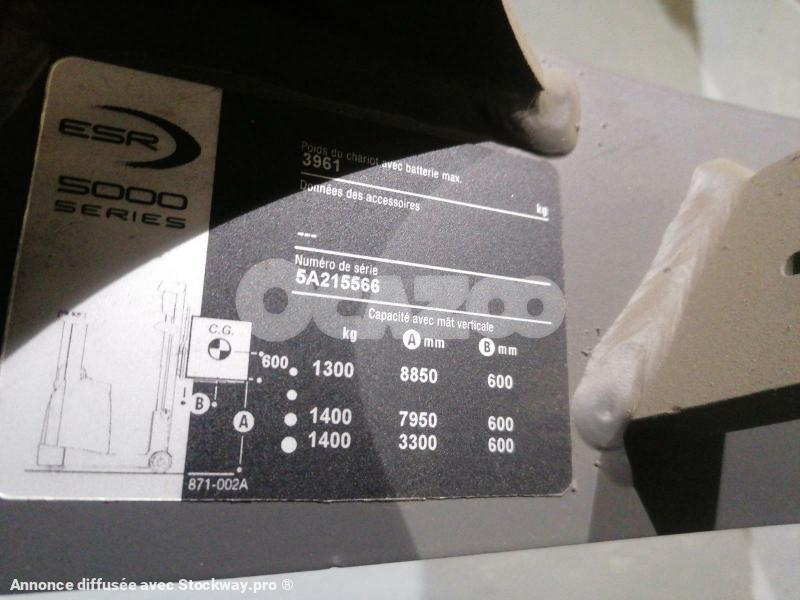 ESR
5000
SERIES
Poids du chariot avec batterie max.
3961 kg
Données des accessoires
---
Numéro de série
5A215566
OCAZOO
Capacité avec mât verticale
kg A mm B mm
C.G.
600
1300 8850 600
B
A
1400 7950 600
1400 3300 600
871-002A
Annonce diffusée avec Stockway.pro ®